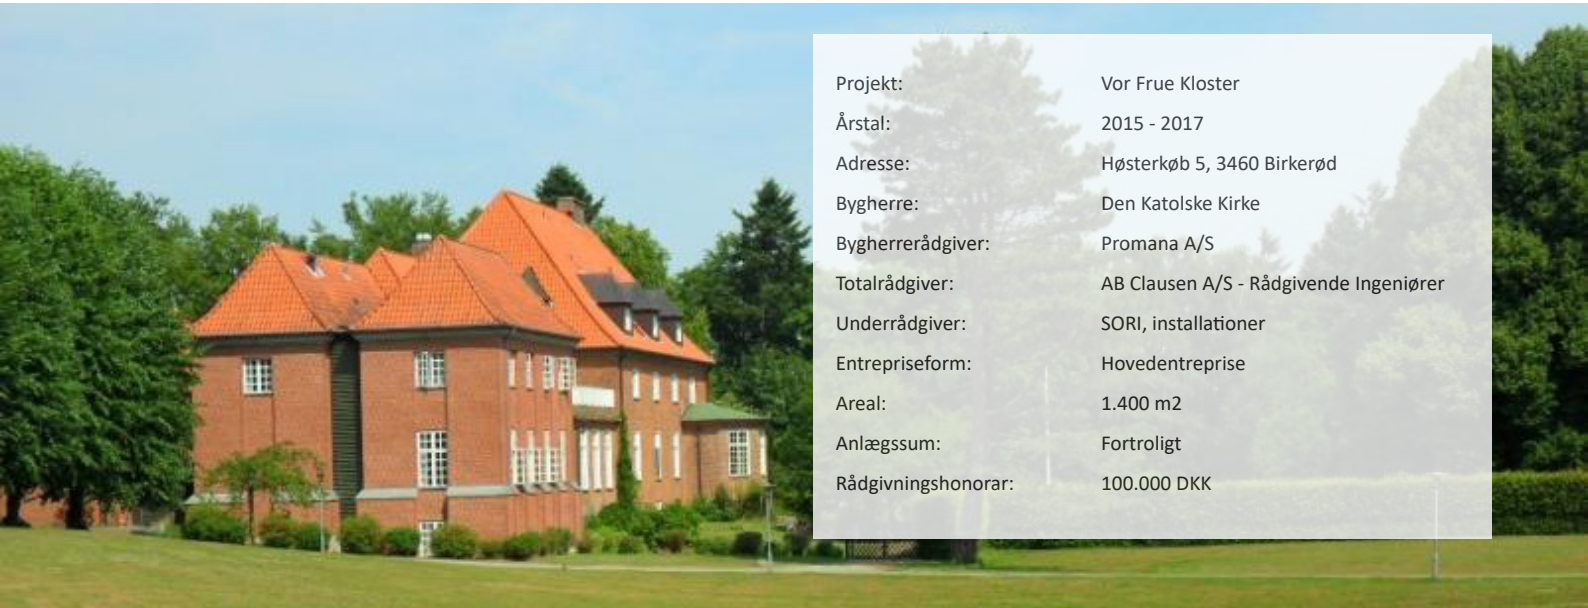 Projekt: Vor Frue Kloster
Årstal: 2015 - 2017
Adresse: Høsterkøb 5, 3460 Birkerød
Bygherre: Den Katolske Kirke
Bygherrerådgiver: Promana A/S
Totalrådgiver: AB Clausen A/S - Rådgivende Ingeniører
Underrådgiver: SORI, installationer
Entrepriseform: Hovedentreprise
Areal: 1.400 m2
Anlægssum: Fortroligt
Rådgivningshonorar: 100.000 DKK